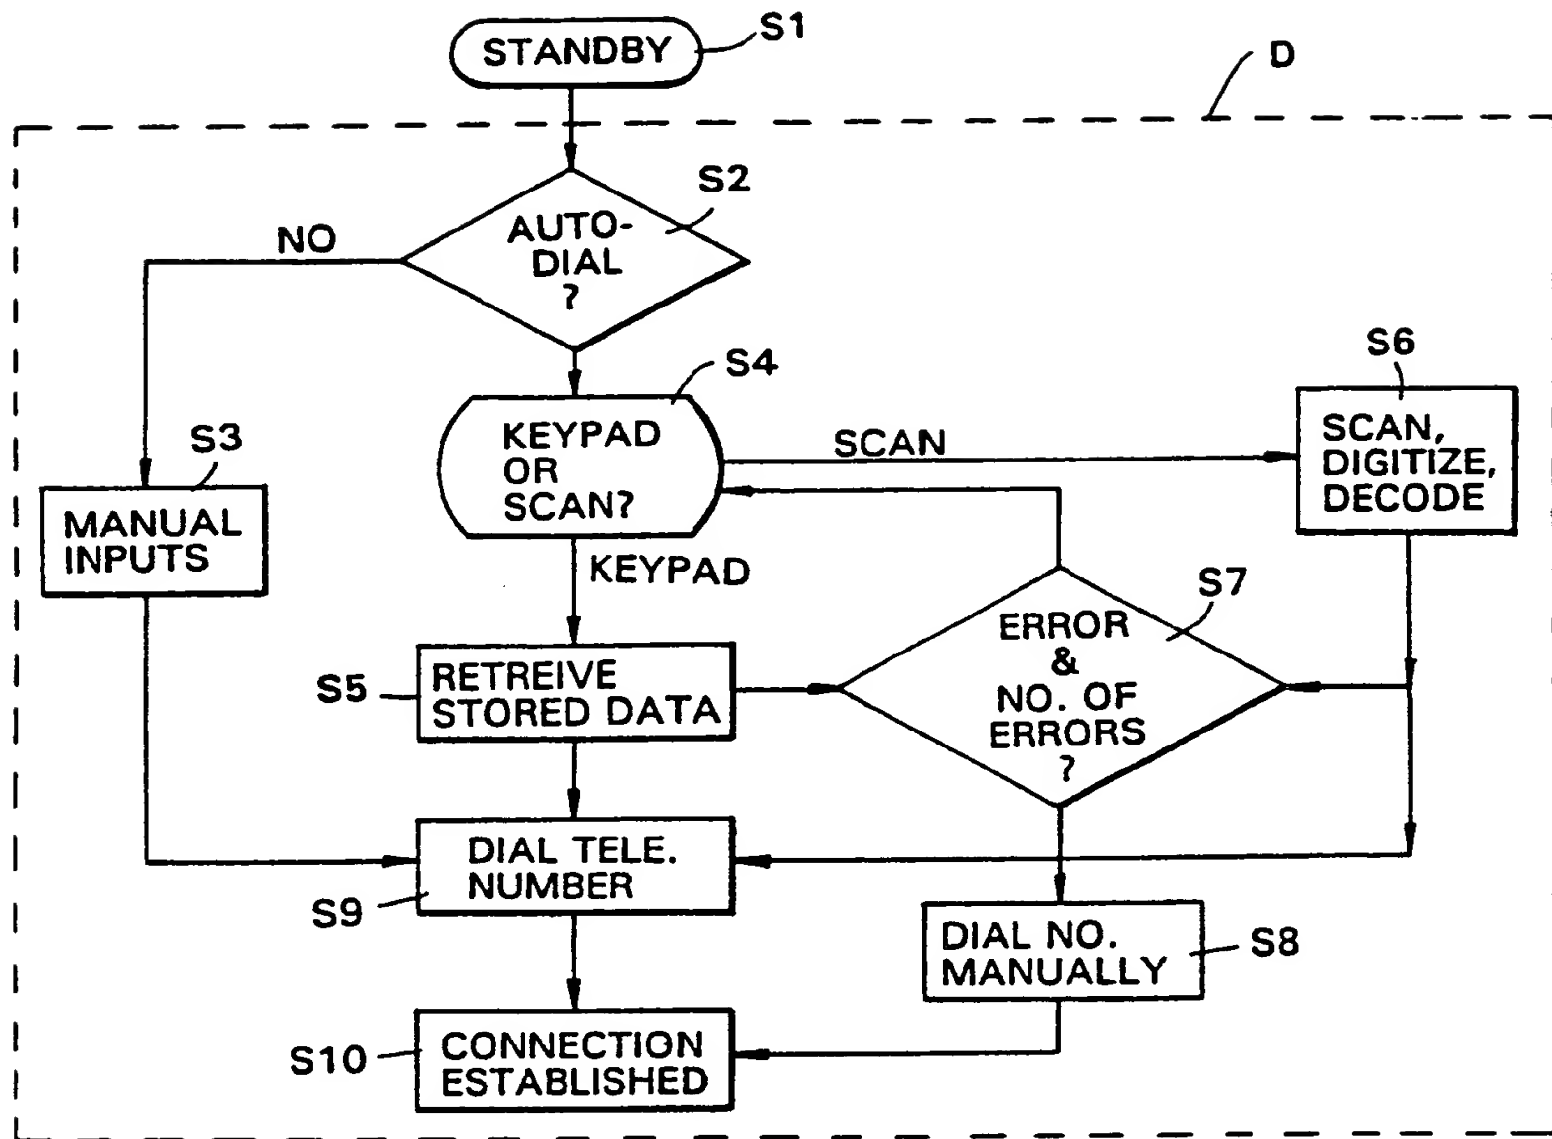 STANDBY
S1
D
S2
AUTO-
DIAL
?
NO
S4
KEYPAD
OR
SCAN?
SCAN
S6
SCAN,
DIGITIZE,
DECODE
S3
MANUAL
INPUTS
KEYPAD
S7
ERROR
&
NO. OF
ERRORS
?
S5
RETREIVE
STORED DATA
DIAL TELE.
NUMBER
S9
DIAL NO.
MANUALLY
S8
S10
CONNECTION
ESTABLISHED